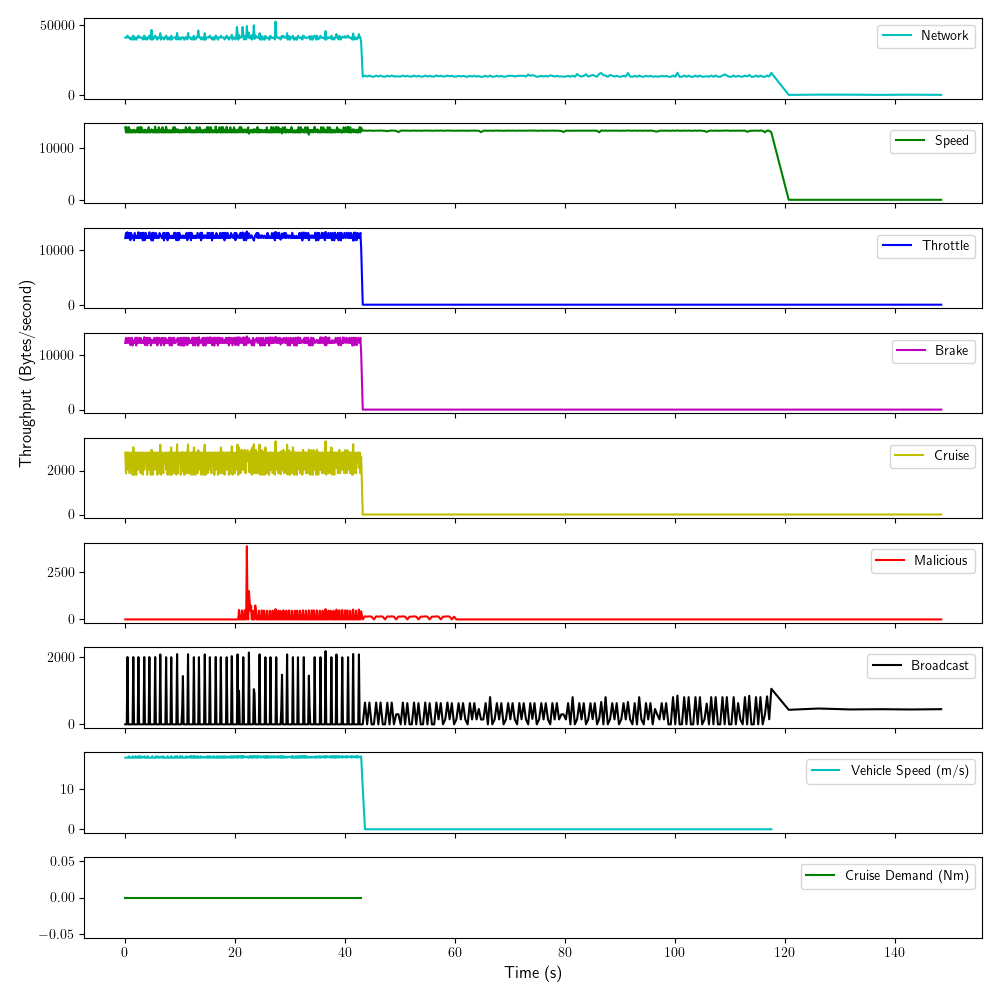 50000
0
Network
10000
0
Speed
10000
0
Throttle
10000
0
Brake
2000
0
Cruise
2500
0
Malicious
2000
0
Broadcast
10
0
Vehicle Speed (m/s)
0.05
0.00
−0.05
Cruise Demand (Nm)
0 20 40 60 80 100 120 140
Time (s)
Throughput (Bytes/second)